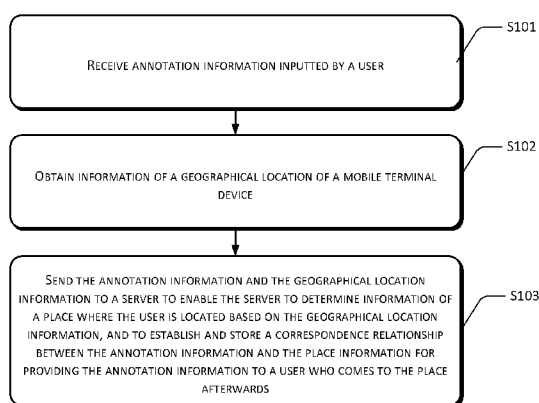 S101
RECEIVE ANNOTATION INFORMATION INPUTTED BY A USER
S102
OBTAIN INFORMATION OF A GEOGRAPHICAL LOCATION OF A MOBILE TERMINAL
DEVICE
SEND THE ANNOTATION INFORMATION AND THE GEOGRAPHICAL LOCATION
INFORMATION TO A SERVER TO ENABLE THE SERVER TO DETERMINE INFORMATION OF
A PLACE WHERE THE USER IS LOCATED BASED ON THE GEOGRAPHICAL LOCATION
S103
INFORMATION, AND TO ESTABLISH AND STORE A CORRESPONDENCE RELATIONSHIP
BETWEEN THE ANNOTATION INFORMATION AND THE PLACE INFORMATION FOR
PROVIDING THE ANNOTATION INFORMATION TO A USER WHO COMES TO THE PLACE
AFTERWARDS